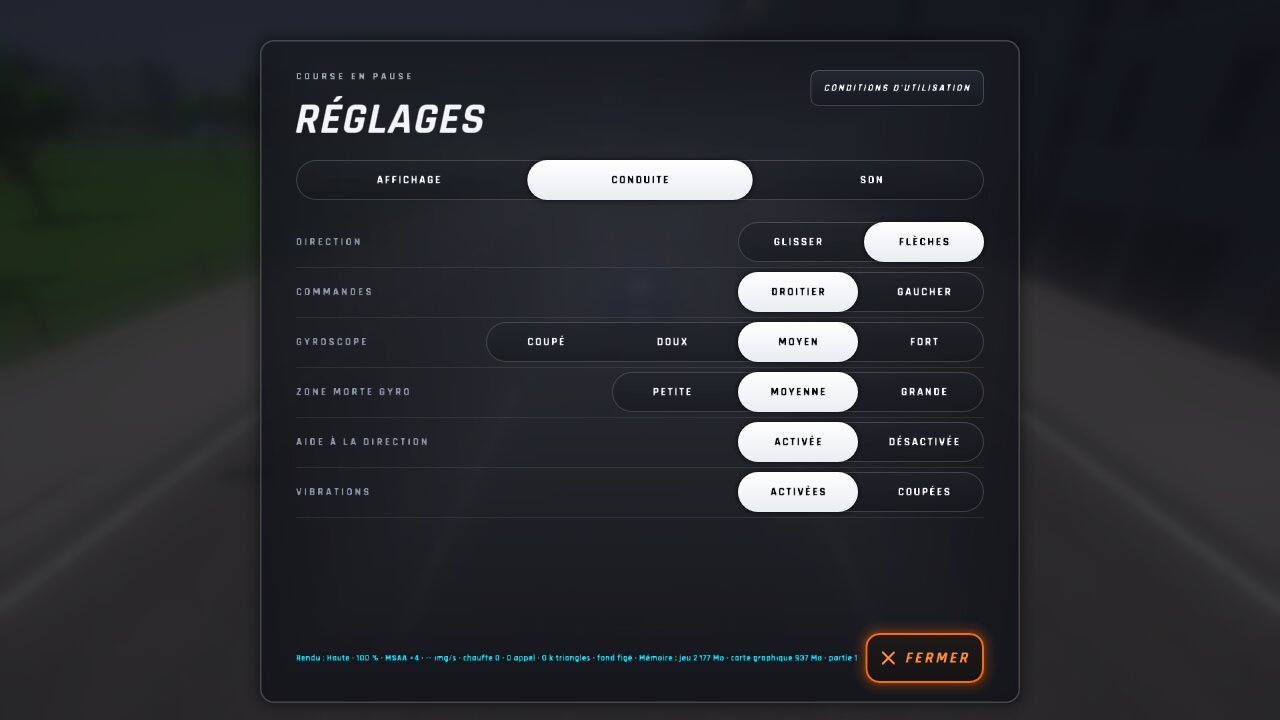 COURSE EN PAUSE
RÉGLAGES
CONDITIONS D'UTILISATION
AFFICHAGE CONDUITE SON
DIRECTION GLISSER FLÈCHES
COMMANDES DROITIER GAUCHER
GYROSCOPE COUPÉ DOUX MOYEN FORT
ZONE MORTE GYRO PETITE MOYENNE GRANDE
AIDE À LA DIRECTION ACTIVÉE DÉSACTIVÉE
VIBRATIONS ACTIVÉES COUPÉES
Rendu : Haute · 100 % · MSAA ×4 · -- img/s · chauffe 0 · 0 appel · 0 k triangles · fond figé · Mémoire : jeu 2 177 Mo · carte graphique 937 Mo · partie 1
FERMER